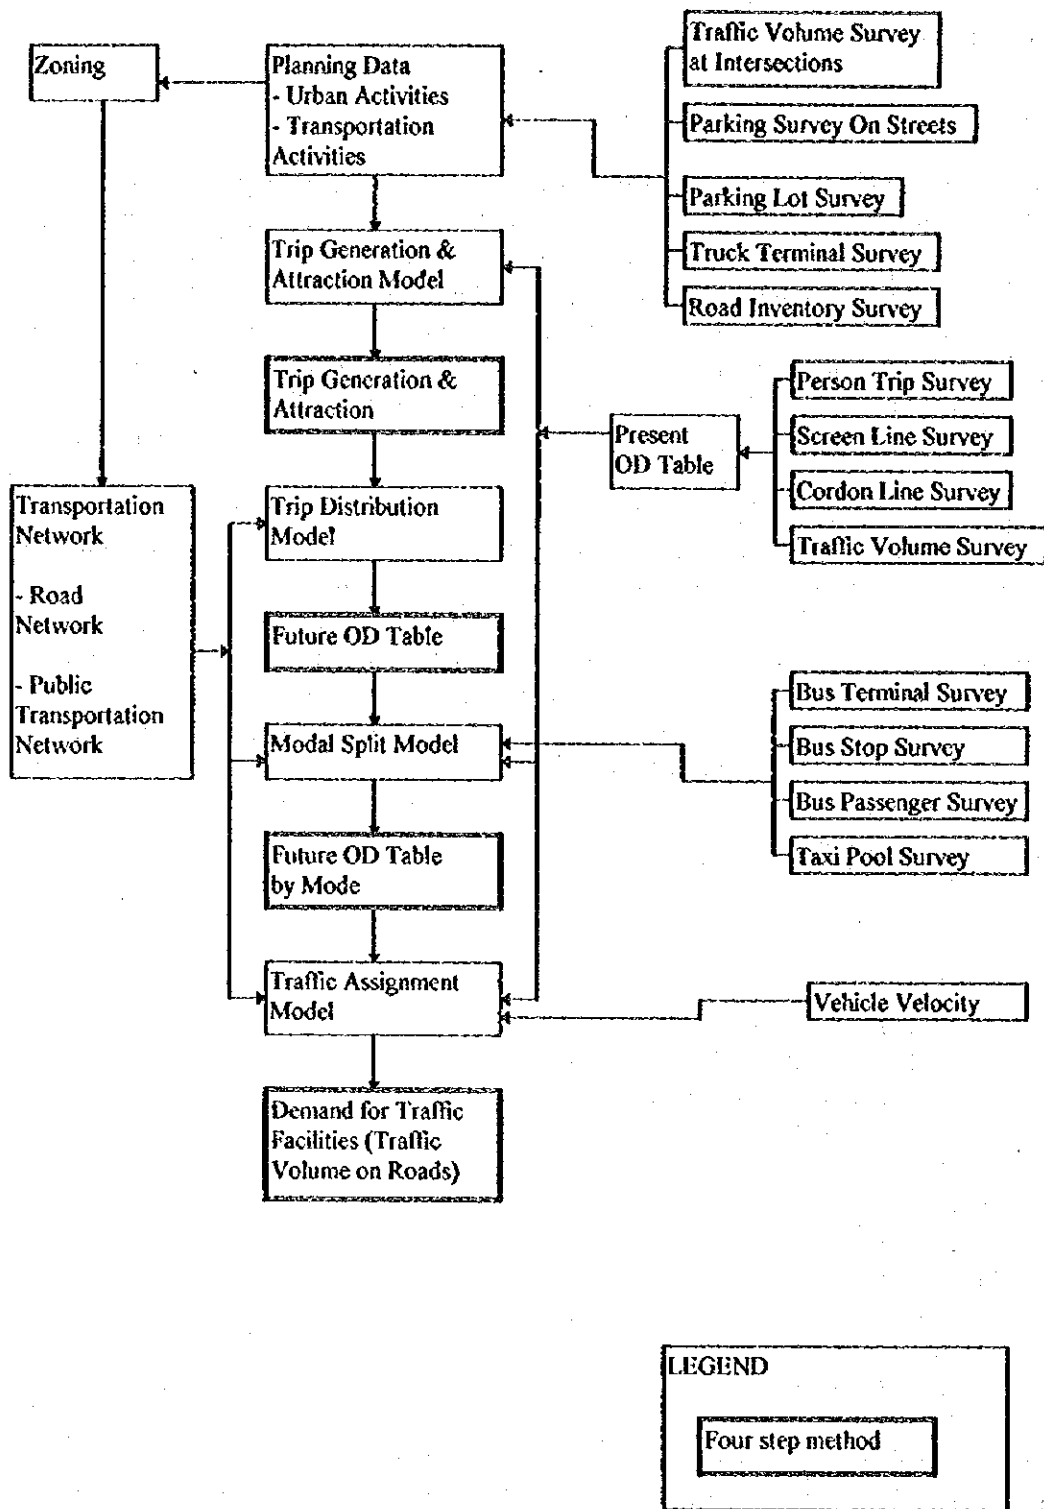 Zoning
Planning Data
- Urban Activities
- Transportation
Activities
Traffic Volume Survey
at Intersections
Parking Survey On Streets
Parking Lot Survey
Truck Terminal Survey
Road Inventory Survey
Trip Generation &
Attraction Model
Trip Generation &
Attraction
Present
OD Table
Person Trip Survey
Screen Line Survey
Cordon Line Survey
Traffic Volume Survey
Transportation
Network
- Road
Network
- Public
Transportation
Network
Trip Distribution
Model
Future OD Table
Modal Split Model
Bus Terminal Survey
Bus Stop Survey
Bus Passenger Survey
Taxi Pool Survey
Future OD Table
by Mode
Traffic Assignment
Model
Vehicle Velocity
Demand for Traffic
Facilities (Traffic
Volume on Roads)
LEGEND
Four step method